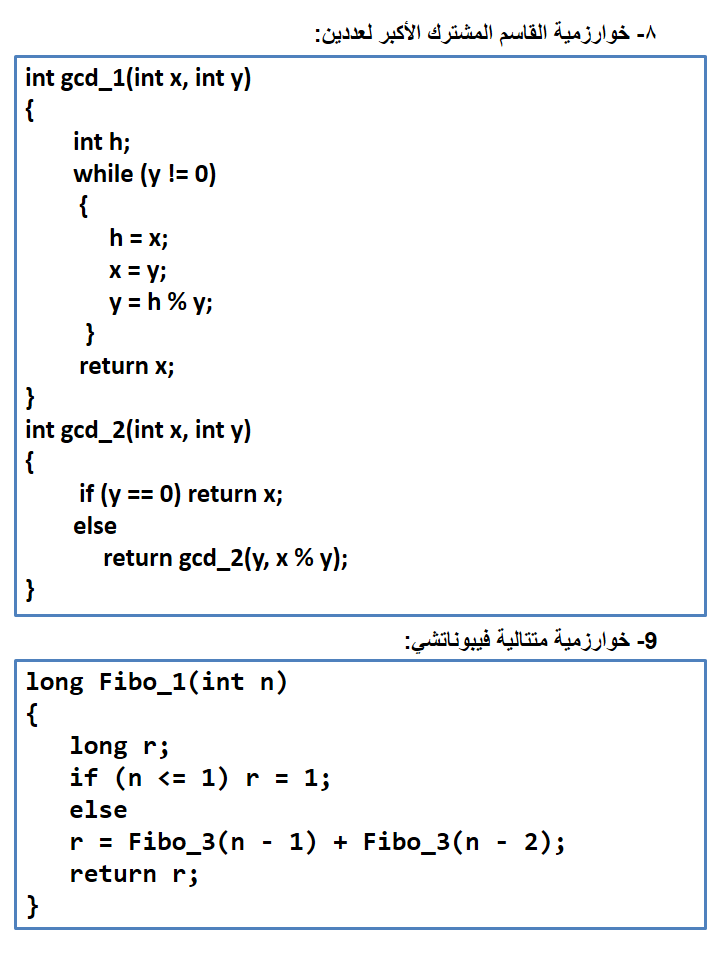 ٨- خوارزمية القاسم المشترك الأكبر لعددين:
int gcd_1(int x, int y)
{
int h;
while (y != 0)
{
h = x;
x = y;
y = h % y;
}
return x;
}
int gcd_2(int x, int y)
{
if (y == 0) return x;
else
return gcd_2(y, x % y);
}
9- خوارزمية متتالية فيبوناتشي:
long Fibo_1(int n)
{
long r;
if (n <= 1) r = 1;
else
r = Fibo_3(n - 1) + Fibo_3(n - 2);
return r;
}